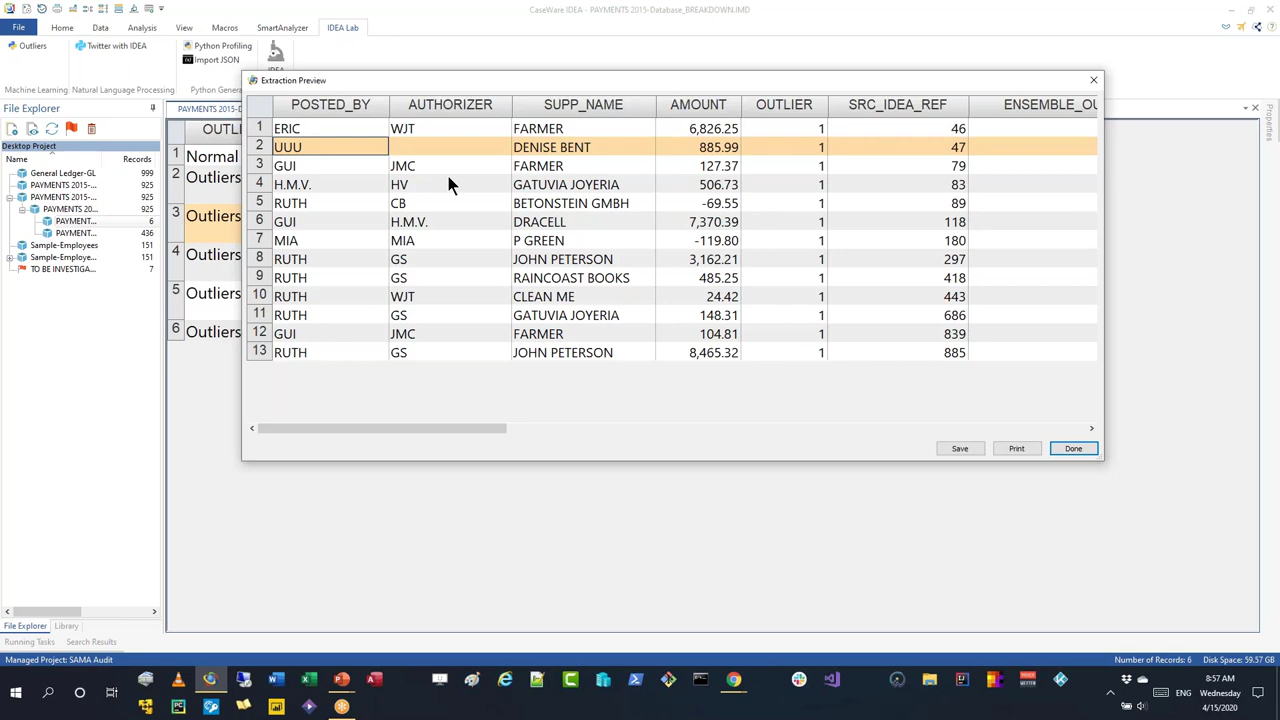 CaseWare IDEA - PAYMENTS 2015-Database_BREAKDOWN.IMD
File Home Data Analysis View Macros SmartAnalyzer IDEA Lab
Outliers Twitter with IDEA Python Profiling
Import JSON
Machine Learning Natural Language Processing Python Gener
File Explorer
Desktop Project
Name Records
General Ledger-GL 999
PAYMENTS 2015-... 925
PAYMENTS 2015-... 925
PAYMENTS 20... 925
PAYMENT... 6
PAYMENT... 436
Sample-Employees 151
Sample-Employe... 151
TO BE INVESTIGA... 7
File Explorer Library
Running Tasks Search Results
PAYMENTS 2015-D
OUTLI
1 Normal
2 Outliers
3 Outliers
4 Outliers
5 Outliers
6 Outliers
Properties
Extraction Preview
POSTED_BY AUTHORIZER SUPP_NAME AMOUNT OUTLIER SRC_IDEA_REF ENSEMBLE_OU
1 ERIC WJT FARMER 6,826.25 1 46
2 UUU DENISE BENT 885.99 1 47
3 GUI JMC FARMER 127.37 1 79
4 H.M.V. HV GATUVIA JOYERIA 506.73 1 83
5 RUTH CB BETONSTEIN GMBH -69.55 1 89
6 GUI H.M.V. DRACELL 7,370.39 1 118
7 MIA MIA P GREEN -119.80 1 180
8 RUTH GS JOHN PETERSON 3,162.21 1 297
9 RUTH GS RAINCOAST BOOKS 485.25 1 418
10 RUTH WJT CLEAN ME 24.42 1 443
11 RUTH GS GATUVIA JOYERIA 148.31 1 686
12 GUI JMC FARMER 104.81 1 839
13 RUTH GS JOHN PETERSON 8,465.32 1 885
Save Print Done
Managed Project: SAMA Audit Number of Records: 6 Disk Space: 59.57 GB
8:57 AM
ENG Wednesday
4/15/2020